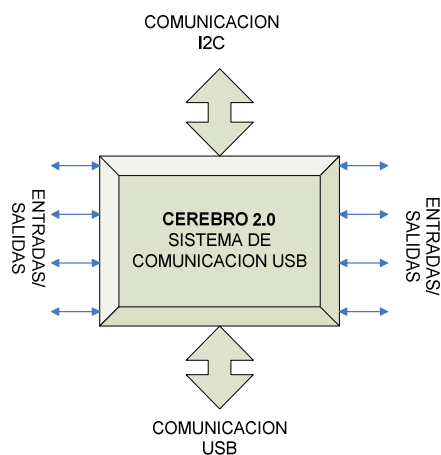 COMUNICACION
I2C
ENTRADAS/
SALIDAS
CEREBRO 2.0
SISTEMA DE
COMUNICACION USB
ENTRADAS/
SALIDAS
COMUNICACION
USB